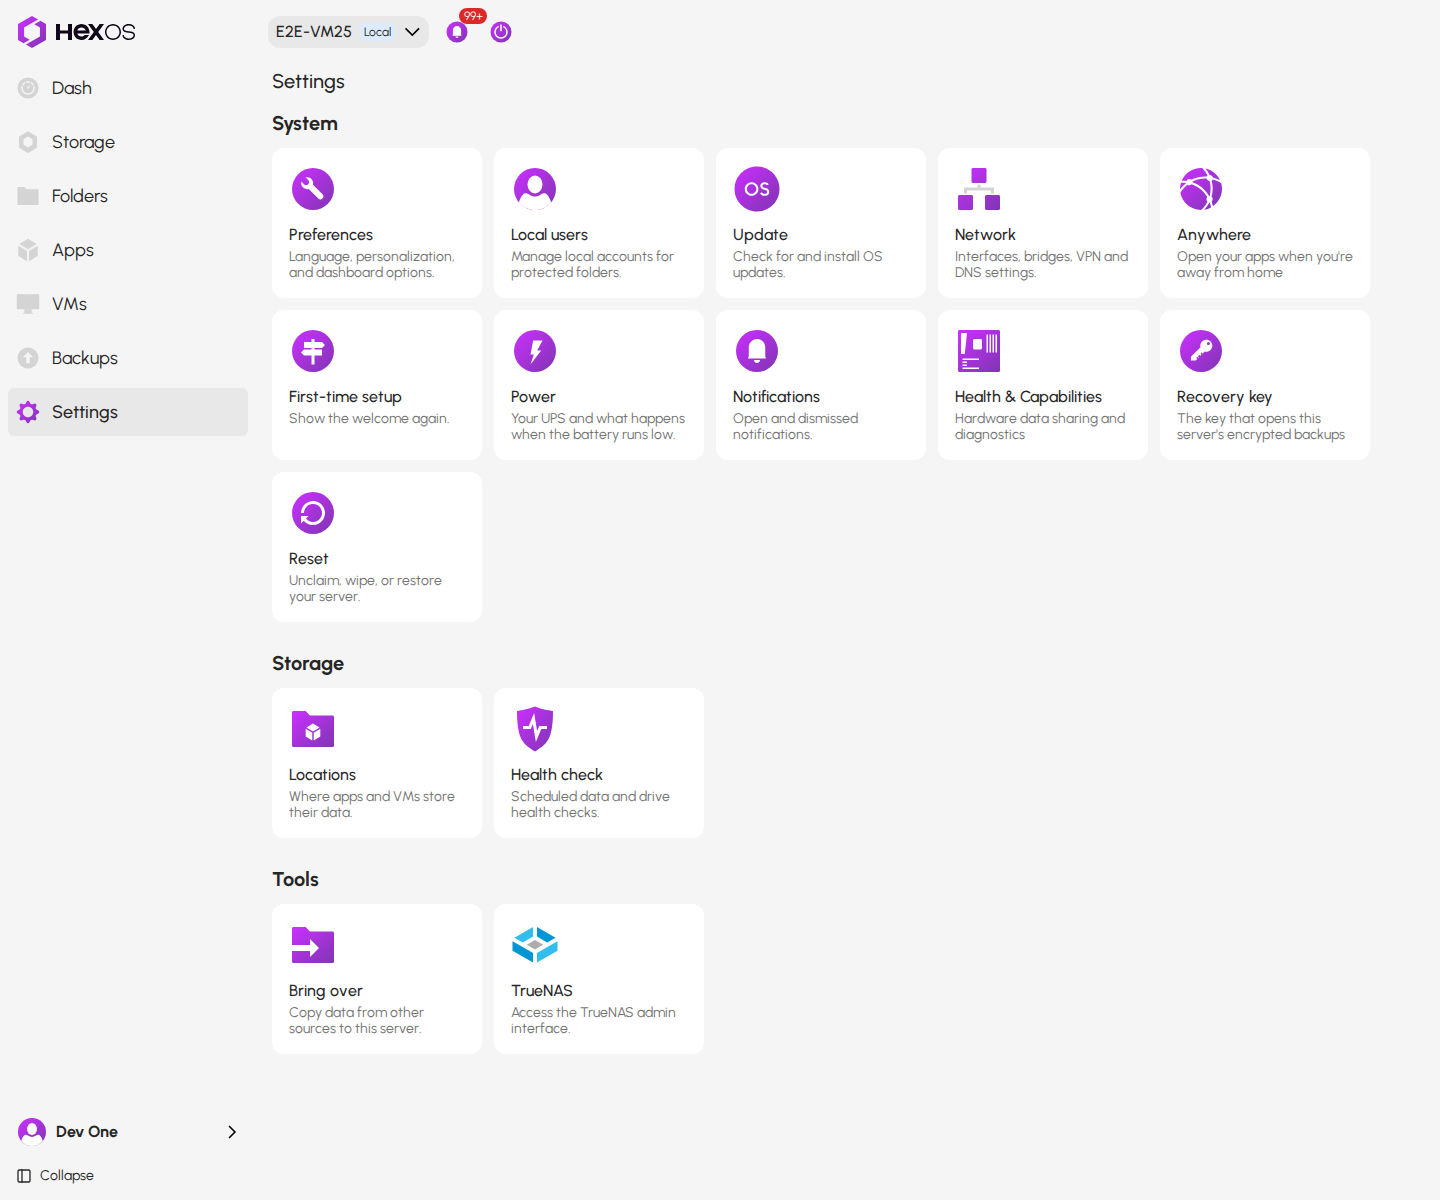 HexOS
E2E-VM25 Local
99+
Dash
Storage
Folders
Apps
VMs
Backups
Settings
Settings
System
Preferences
Language, personalization,
and dashboard options.
Local users
Manage local accounts for
protected folders.
OS
Update
Check for and install OS
updates.
Network
Interfaces, bridges, VPN and
DNS settings.
Anywhere
Open your apps when you're
away from home
First-time setup
Show the welcome again.
Power
Your UPS and what happens
when the battery runs low.
Notifications
Open and dismissed
notifications.
Health & Capabilities
Hardware data sharing and
diagnostics
Recovery key
The key that opens this
server's encrypted backups
Reset
Unclaim, wipe, or restore
your server.
Storage
Locations
Where apps and VMs store
their data.
Health check
Scheduled data and drive
health checks.
Tools
Bring over
Copy data from other
sources to this server.
TrueNAS
Access the TrueNAS admin
interface.
Dev One
Collapse